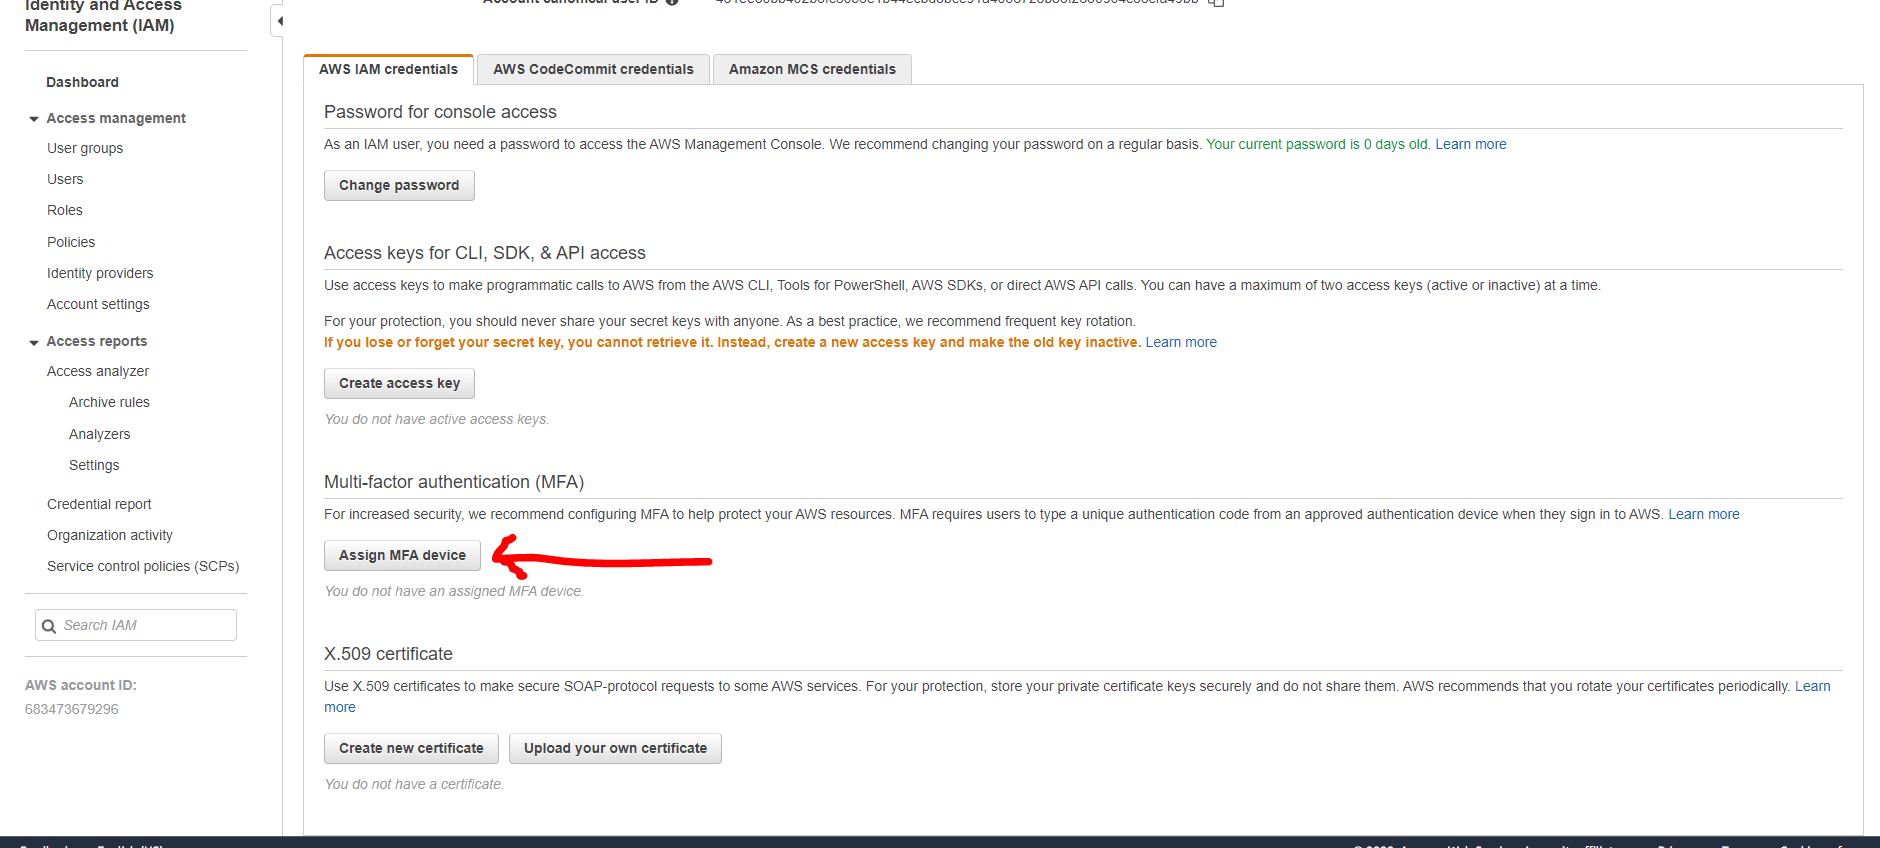 Identity and Access
Management (IAM)
Dashboard
Access management
User groups
Users
Roles
Policies
Identity providers
Account settings
Access reports
Access analyzer
Archive rules
Analyzers
Settings
Credential report
Organization activity
Service control policies (SCPs)
Search IAM
AWS account ID:
683473679296
Account canonical user ID
AWS IAM credentials
AWS CodeCommit credentials
Amazon MCS credentials
Password for console access
As an IAM user, you need a password to access the AWS Management Console. We recommend changing your password on a regular basis. Your current password is 0 days old. Learn more
Change password
Access keys for CLI, SDK, & API access
Use access keys to make programmatic calls to AWS from the AWS CLI, Tools for PowerShell, AWS SDKs, or direct AWS API calls. You can have a maximum of two access keys (active or inactive) at a time.
For your protection, you should never share your secret keys with anyone. As a best practice, we recommend frequent key rotation.
If you lose or forget your secret key, you cannot retrieve it. Instead, create a new access key and make the old key inactive. Learn more
Create access key
You do not have active access keys.
Multi-factor authentication (MFA)
For increased security, we recommend configuring MFA to help protect your AWS resources. MFA requires users to type a unique authentication code from an approved authentication device when they sign in to AWS. Learn more
Assign MFA device
You do not have an assigned MFA device.
X.509 certificate
Use X.509 certificates to make secure SOAP-protocol requests to some AWS services. For your protection, store your private certificate keys securely and do not share them. AWS recommends that you rotate your certificates periodically. Learn
more
Create new certificate
Upload your own certificate
You do not have a certificate.